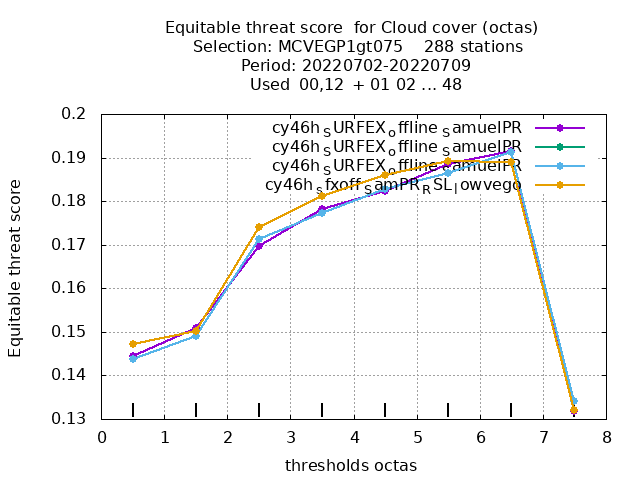 Equitable threat score for Cloud cover (octas)
Selection: MCVEGP1gt075 288 stations
Period: 20220702-20220709
Used 00,12 + 01 02 ... 48
cy46h_SURFEX_offline_SamuelPR
cy46h_SURFEX_offline_SamuelPR
cy46h_SURFEX_offline_SamuelPR
cy46h_sfxoff_samPR_RSL_lowvego
Equitable threat score
0.2
0.19
0.18
0.17
0.16
0.15
0.14
0.13
0 1 2 3 4 5 6 7 8
thresholds octas